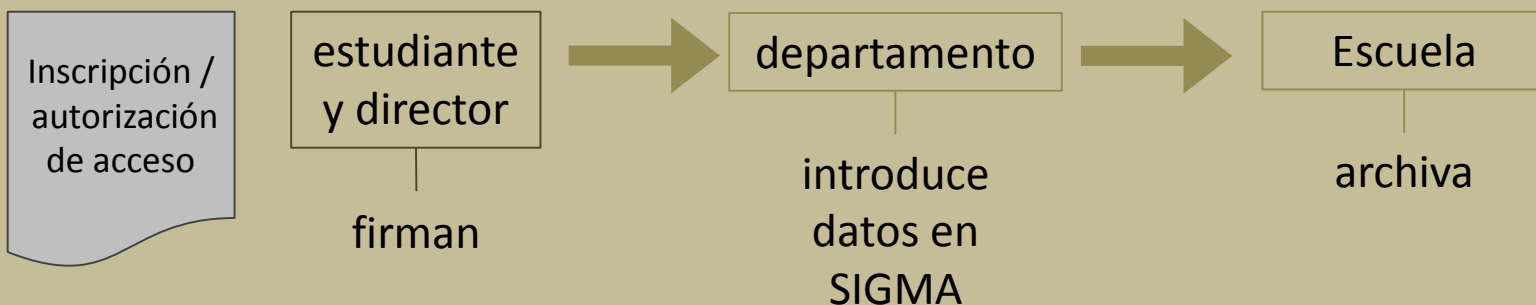 Inscripción /
autorización
de acceso
estudiante
y director
firman
departamento
introduce
datos en
SIGMA
Escuela
archiva